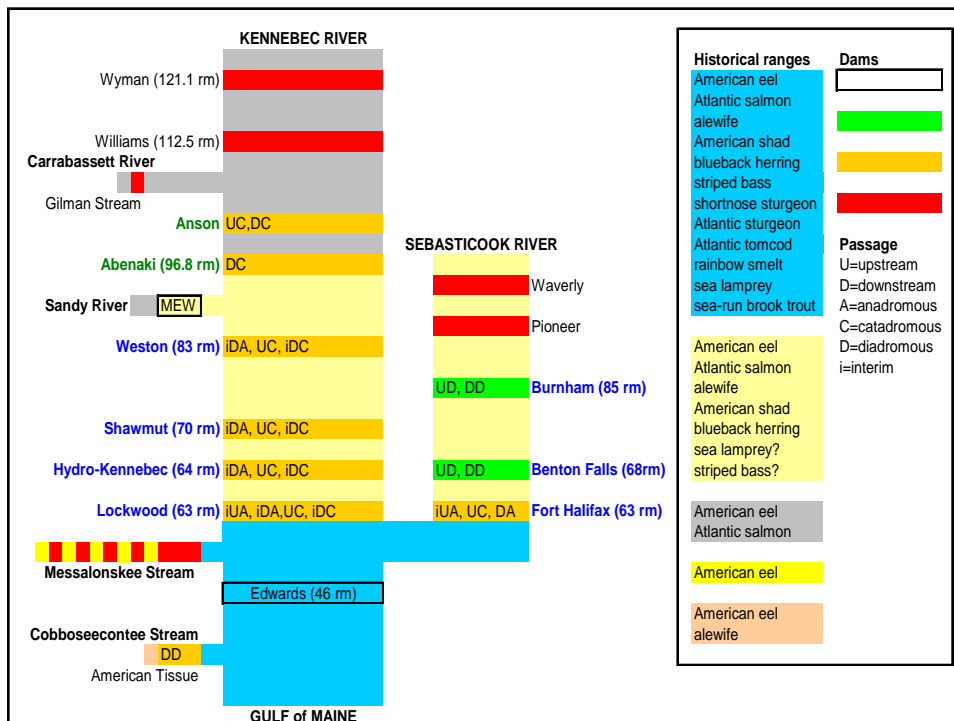 KENNEBEC RIVER
Wyman (121.1 rm)
Williams (112.5 rm)
Carrabassett River
Gilman Stream
Anson
UC,DC
Abenaki (96.8 rm)
DC
Sandy River
MEW
Weston (83 rm)
iDA, UC, iDC
Shawmut (70 rm)
iDA, UC, iDC
Hydro-Kennebec (64 rm)
iDA, UC, iDC
Lockwood (63 rm)
iUA, iDA,UC, iDC
Messalonskee Stream
Edwards (46 rm)
Cobboseecontee Stream
DD
American Tissue
GULF of MAINE
SEBASTICOOK RIVER
Waverly
Pioneer
UD, DD
Burnham (85 rm)
UD, DD
Benton Falls (68rm)
iUA, UC, DA
Fort Halifax (63 rm)
Historical ranges
American eel
Atlantic salmon
alewife
American shad
blueback herring
striped bass
shortnose sturgeon
Atlantic sturgeon
Atlantic tomcod
rainbow smelt
sea lamprey
sea-run brook trout
American eel
Atlantic salmon
alewife
American shad
blueback herring
sea lamprey?
striped bass?
American eel
Atlantic salmon
American eel
American eel
alewife
Dams
Passage
U=upstream
D=downstream
A=anadromous
C=catadromous
D=diadromous
i=interim